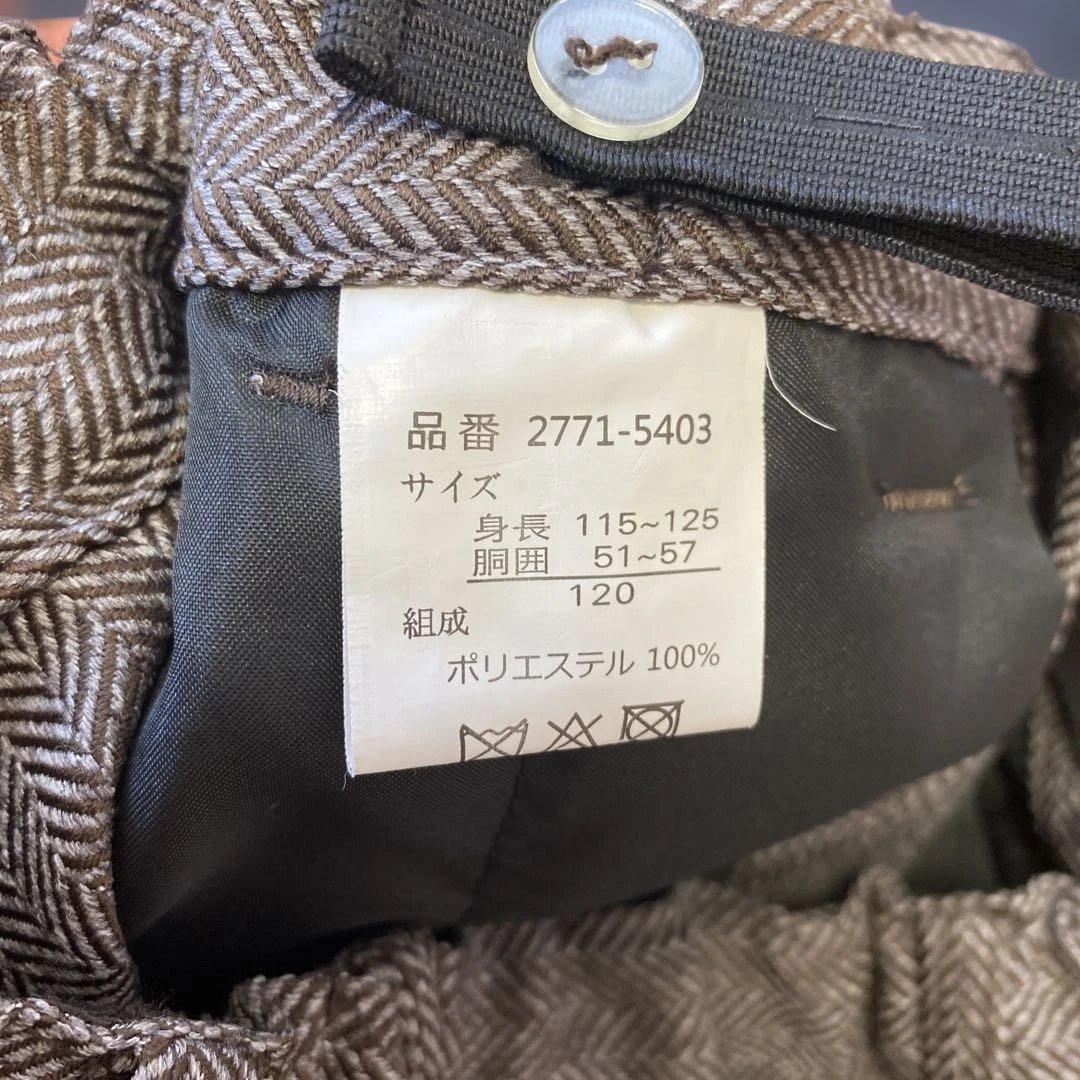 品番 2771-5403
サイズ
身長 115~125
胴囲 51~57
120
組成
ポリエステル 100%